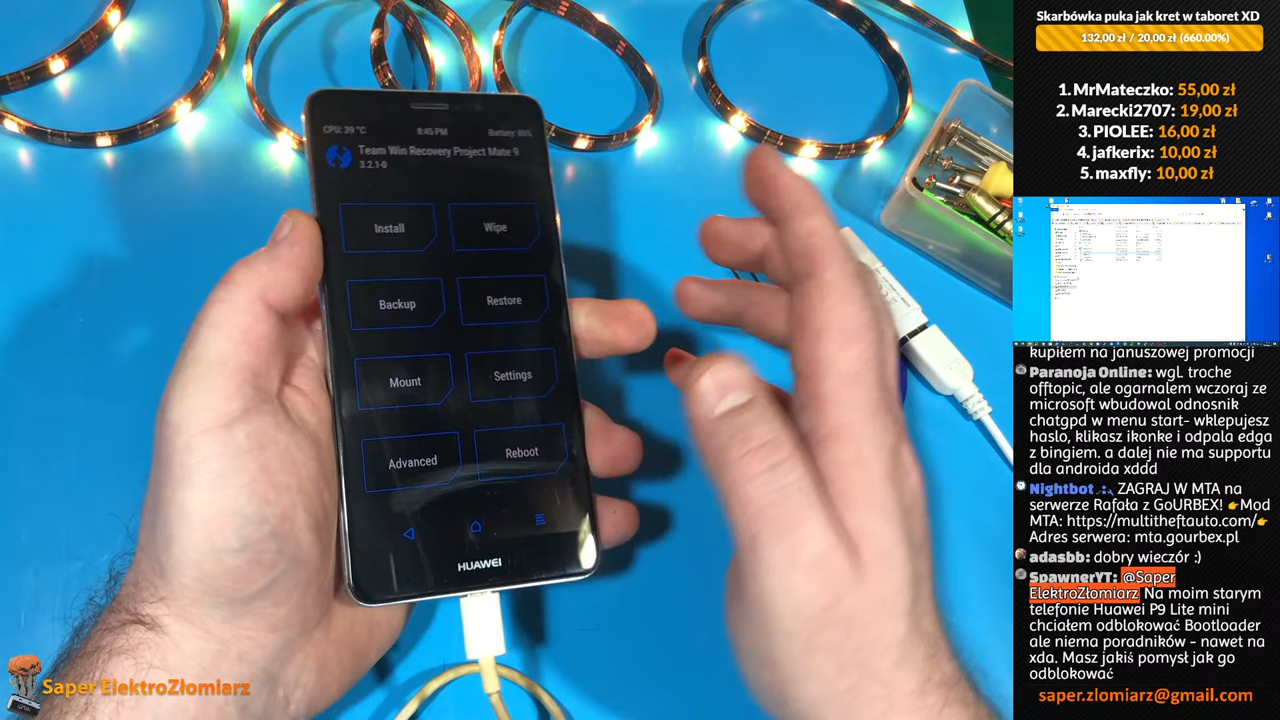 CPU: 39 °C
8:45 PM
Battery: 86%
Team Win Recovery Project Mate 9
3.2.1-0
Install
Wipe
Backup
Restore
Mount
Settings
Advanced
Reboot
HUAWEI
Saper ElektroZłomiarz
Skarbówka puka jak kret w taboret XD
132,00 zł / 20,00 zł (660.00%)
1. MrMateczko: 55,00 zł
2. Marecki2707: 19,00 zł
3. PIOLEE: 16,00 zł
4. jafkerix: 10,00 zł
5. maxfly: 10,00 zł
kupiłem na januszowej promocji
Paranoja Online: wgl. troche
offtopic, ale ogarnalem wczoraj ze
microsoft wbudowal odnosnik
chatgpd w menu start- wklepujesz
haslo, klikasz ikonke i odpala edga
z bingiem. a dalej nie ma supportu
dla androida xddd
Nightbot: ZAGRAJ W MTA na
serwerze Rafała z GoURBEX! 👉Mod
MTA: https://multitheftauto.com/👉
Adres serwera: mta.gourbex.pl
adasbb: dobry wieczór :)
SpawnerYT: @Saper
ElektroZłomiarz Na moim starym
telefonie Huawei P9 Lite mini
chciałem odblokować Bootloader
ale niema poradników - nawet na
xda. Masz jakiś pomysł jak go
odblokować
saper.zlomiarz@gmail.com